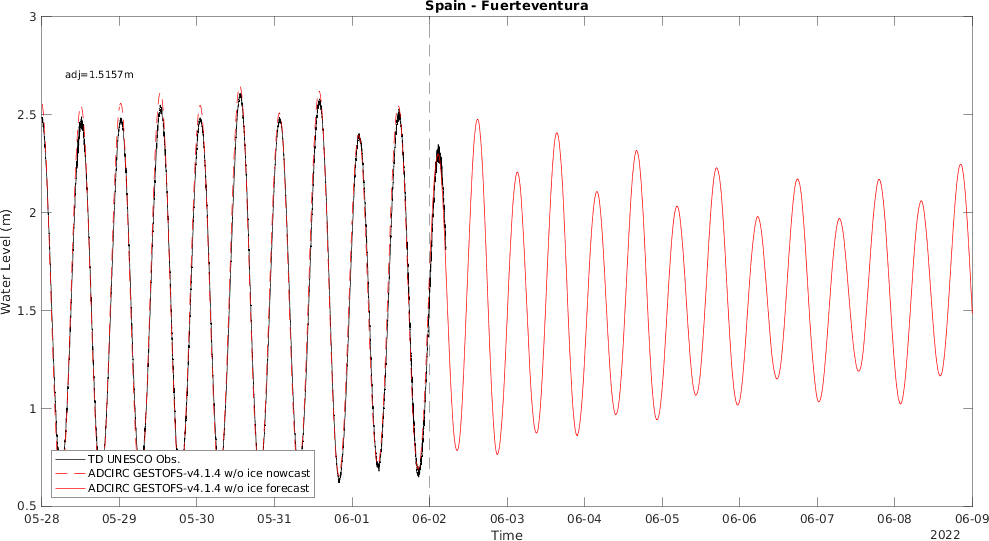 Spain - Fuerteventura
adj=1.5157m
3
2.5
2
1.5
1
0.5
Water Level (m)
TD UNESCO Obs.
ADCIRC GESTOFS-v4.1.4 w/o ice nowcast
ADCIRC GESTOFS-v4.1.4 w/o ice forecast
05-28 05-29 05-30 05-31 06-01 06-02 06-03 06-04 06-05 06-06 06-07 06-08 06-09
Time
2022